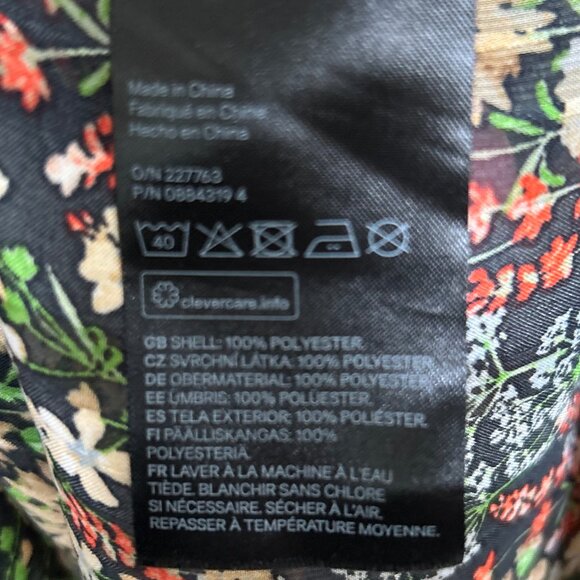 Made in China
Fabriqué en Chine
Hecho en China
O/N 227763
P/N 0884319 4
40
clevercare.info
GB SHELL: 100% POLYESTER.
CZ SVRCHNÍ LÁTKA: 100% POLYESTER.
DE OBERMATERIAL: 100% POLYESTER.
EE ÜMBRIS: 100% POLÜESTER.
ES TELA EXTERIOR: 100% POLIÉSTER.
FI PÄÄLLISKANGAS: 100%
POLYESTERIÄ.
FR LAVER À LA MACHINE À L'EAU
TIÈDE. BLANCHIR SANS CHLORE
SI NÉCESSAIRE. SÉCHER À L'AIR.
REPASSER À TEMPÉRATURE MOYENNE.